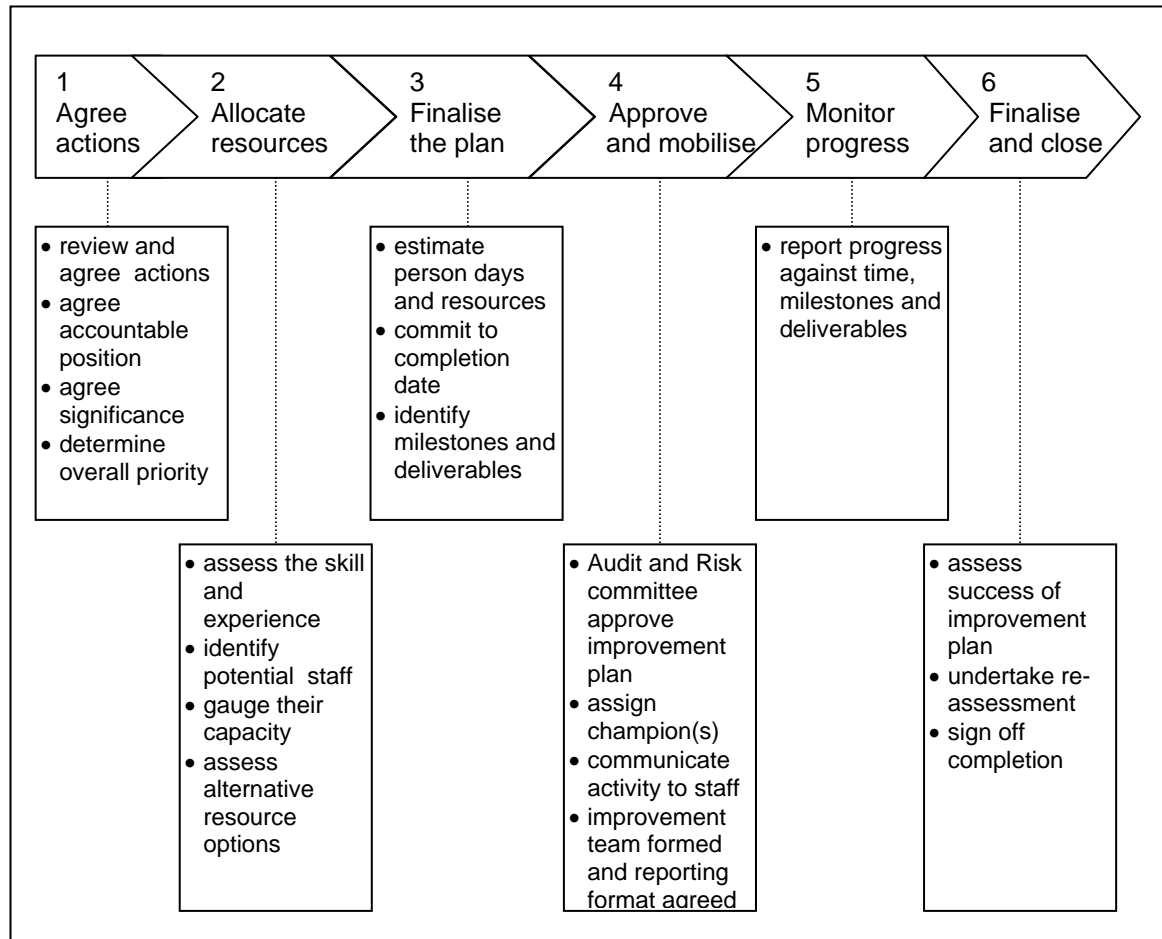 1
Agree
actions
2
Allocate
resources
3
Finalise
the plan
4
Approve
and mobilise
5
Monitor
progress
6
Finalise
and close
• review and
agree actions
• agree
accountable
position
• agree
significance
• determine
overall priority
• assess the skill
and
experience
• identify
potential staff
• gauge their
capacity
• assess
alternative
resource
options
• estimate
person days
and resources
• commit to
completion
date
• identify
milestones and
deliverables
• Audit and Risk
committee
approve
improvement
plan
• assign
champion(s)
• communicate
activity to staff
• improvement
team formed
and reporting
format agreed
• report progress
against time,
milestones and
deliverables
• assess
success of
improvement
plan
• undertake re-
assessment
• sign off
completion